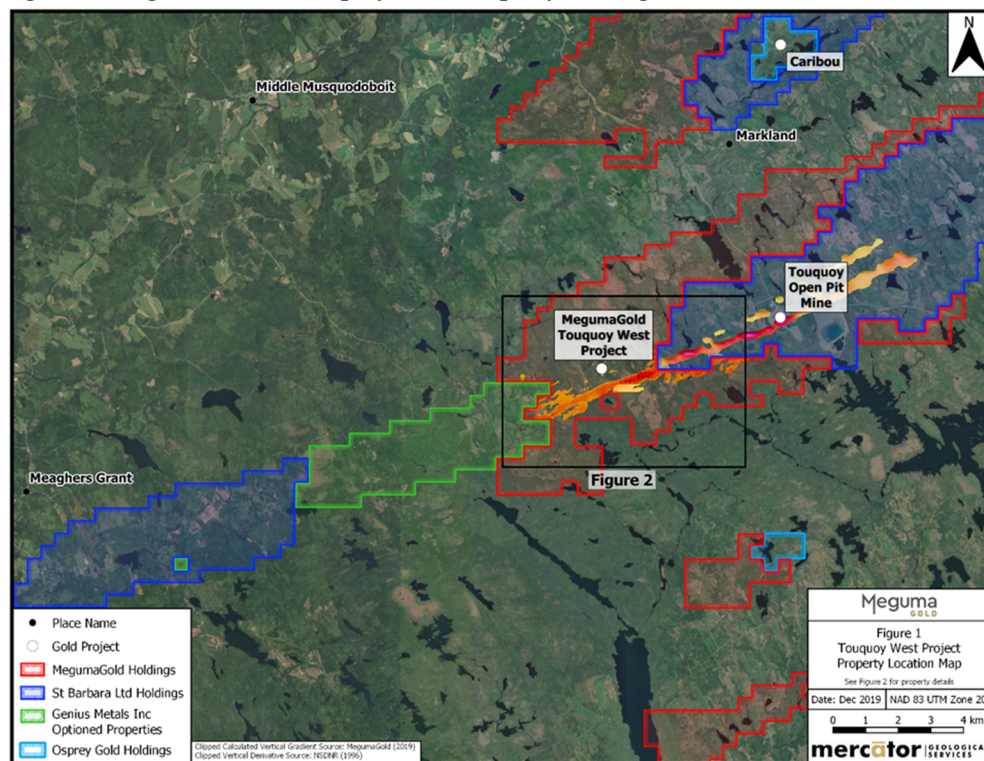 N
Caribou
Middle Musquodoboit
Markland
Touquoy
Open Pit
Mine
MegumaGold
Touquoy West
Project
Figure 2
Meaghers Grant
Place Name
Gold Project
MegumaGold Holdings
St Barbara Ltd Holdings
Genius Metals Inc
Optioned Properties
Osprey Gold Holdings
Clipped Calculated Vertical Gradient Source: MegumaGold (2019)
Clipped Vertical Derivative Source: NSDNR (1996)
Meguma
GOLD
Figure 1
Touquoy West Project
Property Location Map
See Figure 2 for property details
Date: Dec 2019 NAD 83 UTM Zone 20
0 1 2 3 4 km
mercator GEOLOGICAL
SERVICES